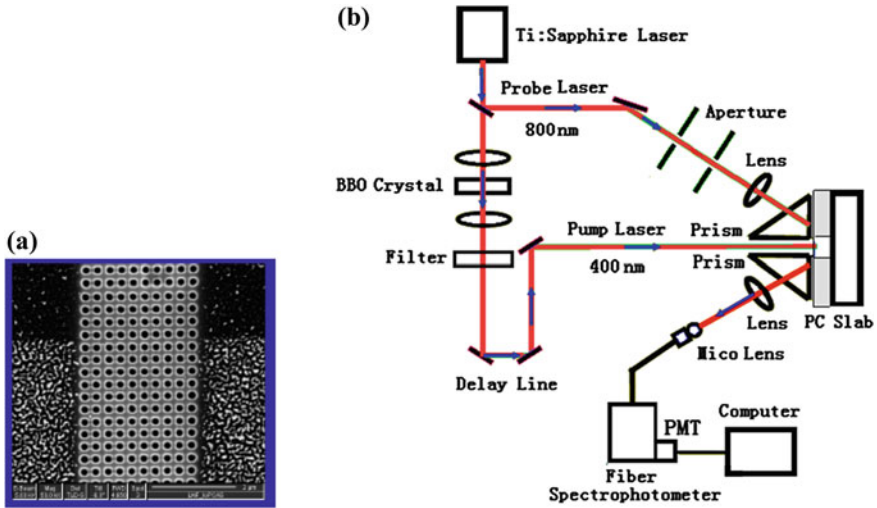 (b)
Ti:Sapphire Laser
Probe Laser
800nm
Aperture
Lens
BBO Crystal
Prism
(a)
Pump Laser
Filter
400nm
Prism
Lens
PC Slab
Mico Lens
Delay Line
Computer
PMT
Fiber
Spectrophotometer